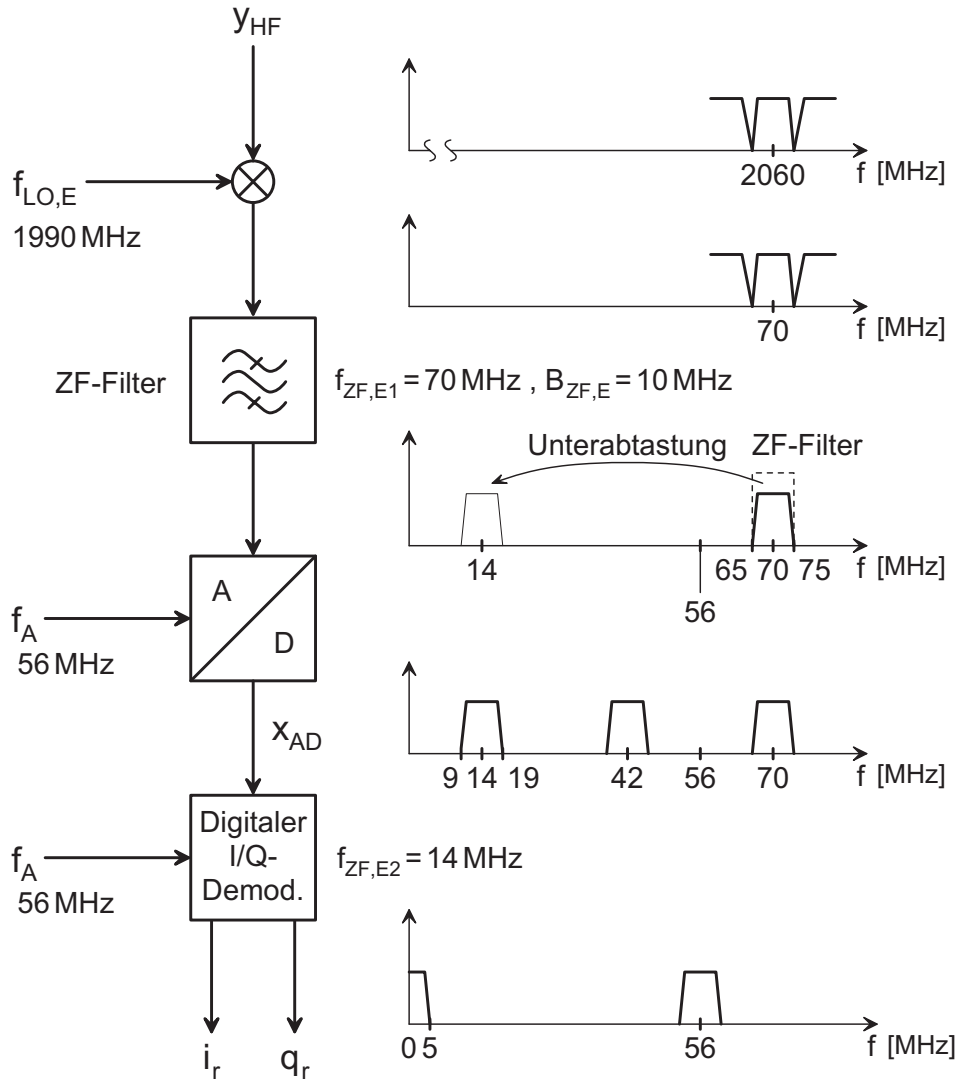 y_HF
f_LO,E
1990 MHz
2060 f [MHz]
70 f [MHz]
ZF-Filter
f_ZF,E1 = 70 MHz , B_ZF,E = 10 MHz
Unterabtastung ZF-Filter
14 65 70 75 f [MHz]
56
A
D
f_A
56 MHz
x_AD
9 14 19 42 56 70 f [MHz]
Digitaler
I/Q-
Demod.
f_A
56 MHz
f_ZF,E2 = 14 MHz
0 5 56 f [MHz]
i_r q_r